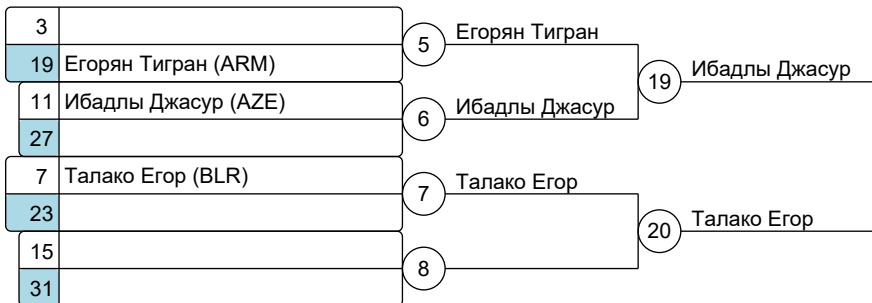 3
5 Егорян Тигран
19 Егорян Тигран (ARM)
19 Ибадлы Джасур
11 Ибадлы Джасур (AZE)
6 Ибадлы Джасур
27
7 Талако Егор (BLR)
7 Талако Егор
23
20 Талако Егор
15
8
31